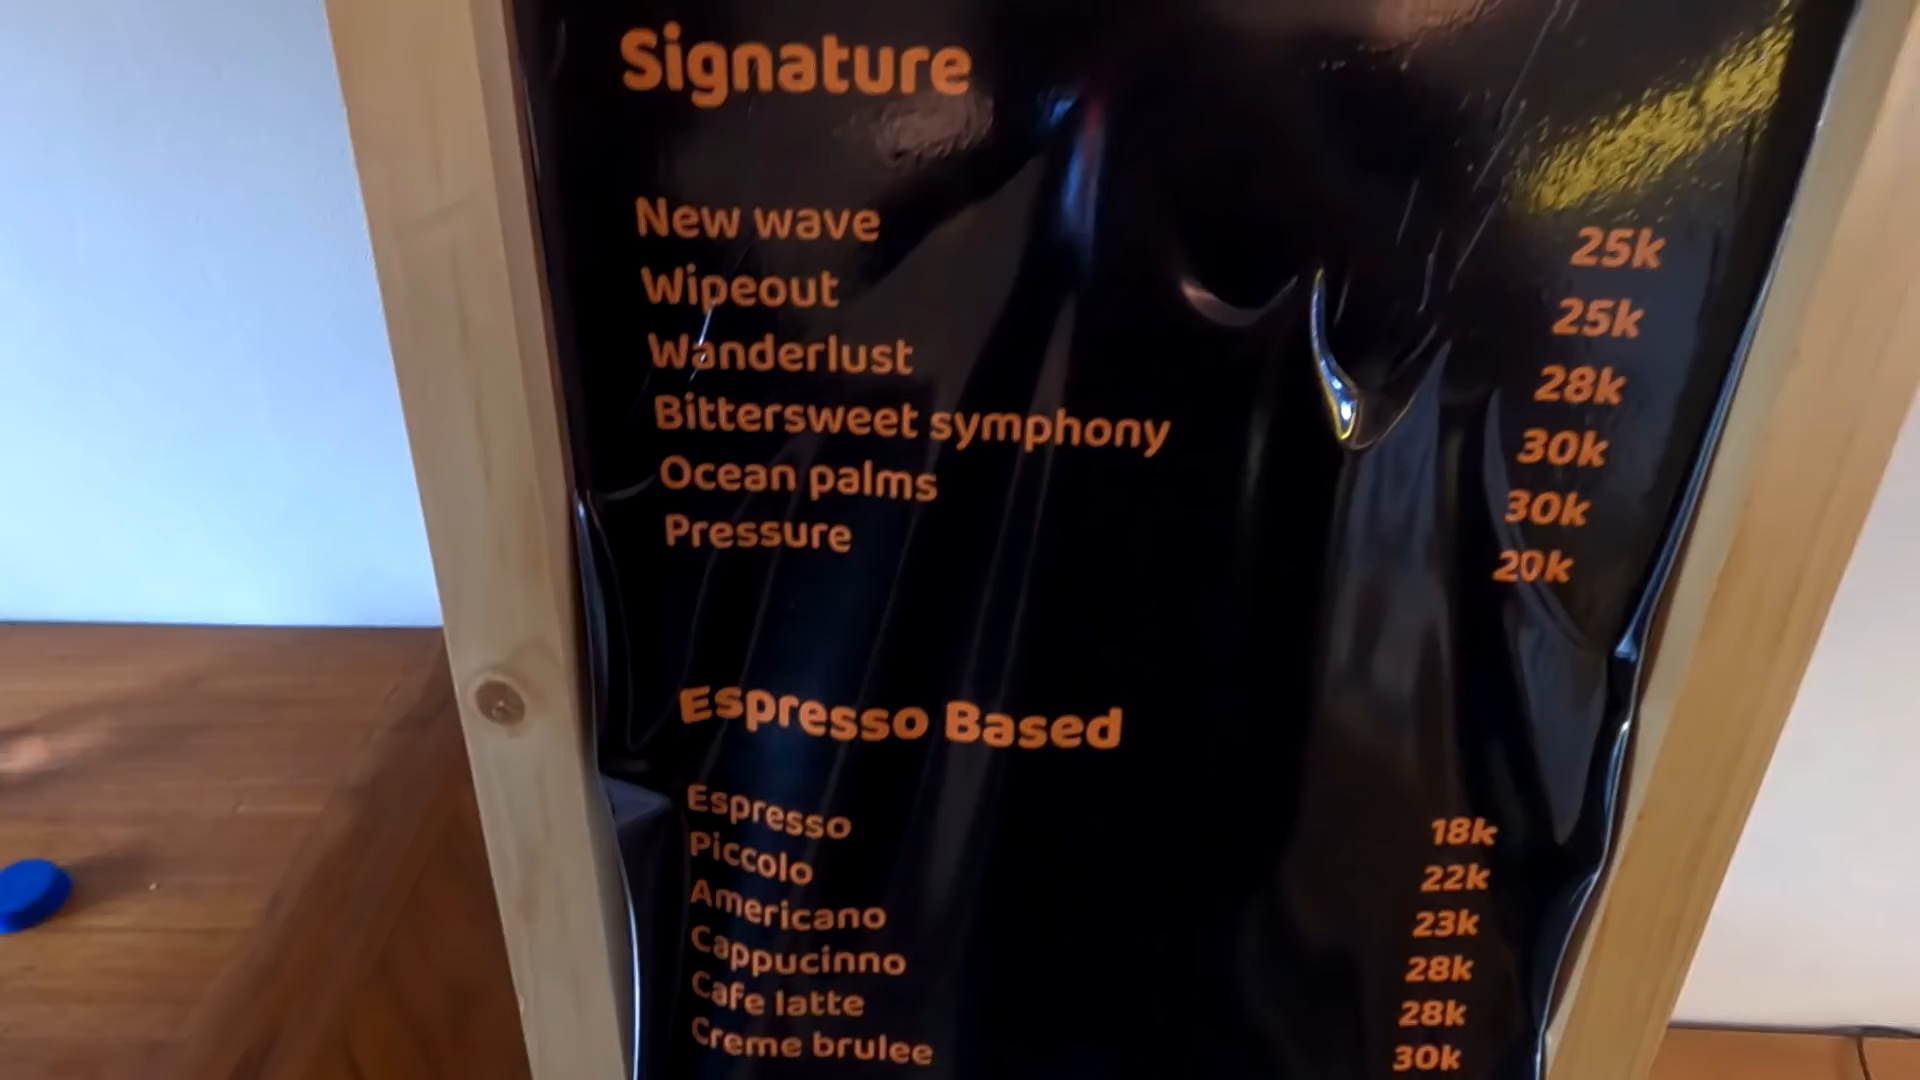 Signature
New wave 25k
Wipeout 25k
Wanderlust 28k
Bittersweet symphony 30k
Ocean palms 30k
Pressure 20k
Espresso Based
Espresso 18k
Piccolo 22k
Americano 23k
Cappucinno 28k
Cafe latte 28k
Creme brulee 30k